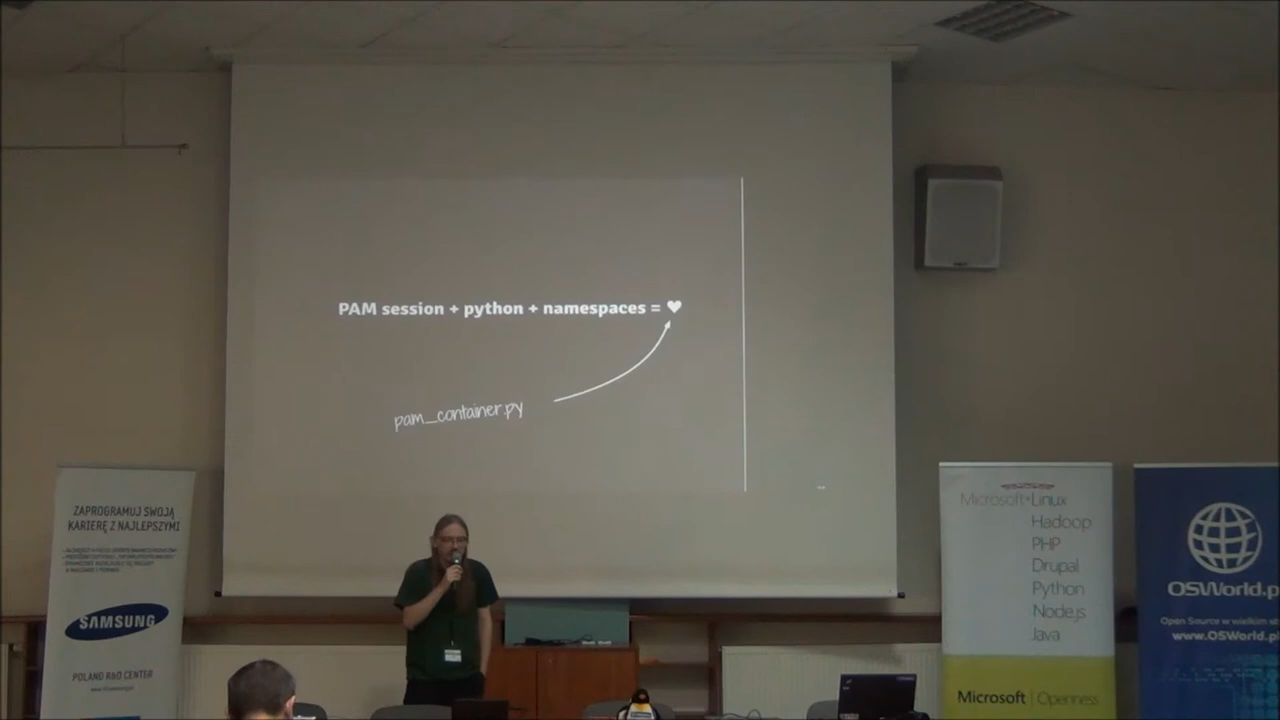 PAM session + python + namespaces = ♥
pam_container.py
ZAPROGRAMUJ SWOJĄ
KARIERĘ Z NAJLEPSZYMI
SAMSUNG
POLAND R&D CENTER
Microsoft Linux
Hadoop
PHP
Drupal
Python
Node.js
Java
Microsoft | Openness
OSWorld.p
Open Source w wielkim
www.OSWorld.pl